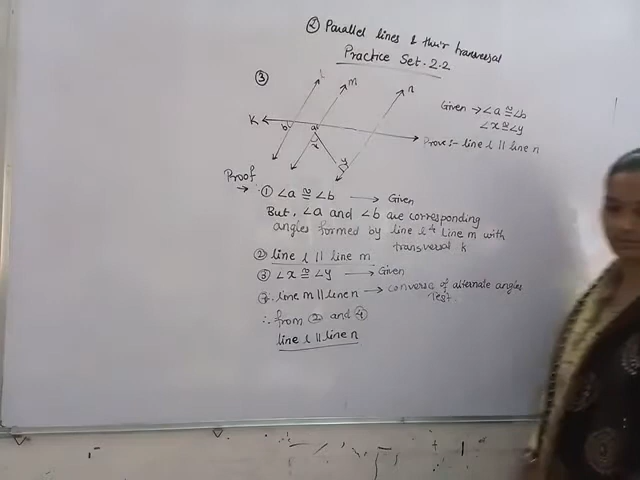 ② Parallel lines & their transversal
Practice Set. 2.2
③
l
m
n
K
b
a
x
y
Given → ∠a ≅ ∠b
∠x ≅ ∠y
Prove :- line l || line n
Proof →
① ∠a ≅ ∠b → Given
But, ∠a and ∠b are corresponding
angles formed by line l & Line m with
transversal k
② line l || line m
③ ∠x ≅ ∠y → Given
④ line m || line n → converse of alternate angles
Test.
∴ from ② and ④
line l || line n